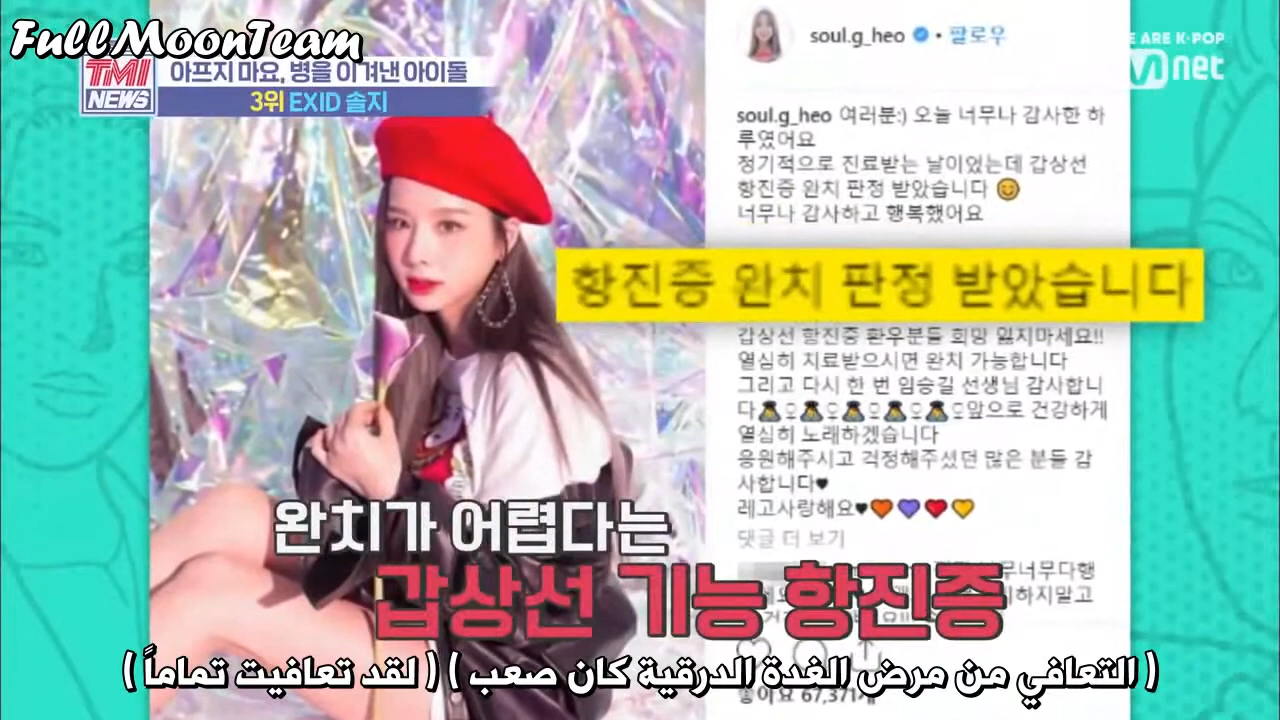 FullMoonTeam
TMI
NEWS
아프지 마요, 병을 이겨낸 아이돌
3위 EXID 솔지
soul.g_heo • 팔로우
E ARE K-POP
net
soul.g_heo 여러분:) 오늘 너무나 감사한 하
루였어요
정기적으로 진료받는 날이었는데 갑상선
항진증 완치 판정 받았습니다 😊
너무나 감사하고 행복했어요
항진증 완치 판정 받았습니다
갑상선 항진증 환우분들 희망 잃지마세요!!
열심히 치료받으시면 완치 가능합니다
그리고 다시 한 번 임승길 선생님 감사합니
다🙇♀🙇♀🙇♀🙇♀🙇♀앞으로 건강하게
열심히 노래하겠습니다
응원해주시고 걱정해주셨던 많은 분들 감
사합니다♥
레고사랑해요♥🧡💜❤💛
댓글 더 보기
완치가 어렵다는
갑상선 기능 항진증
( التعافي من مرض الغدة الدرقية كان صعب ) ( لقد تعافيت تماماً )
좋아요 67,371개